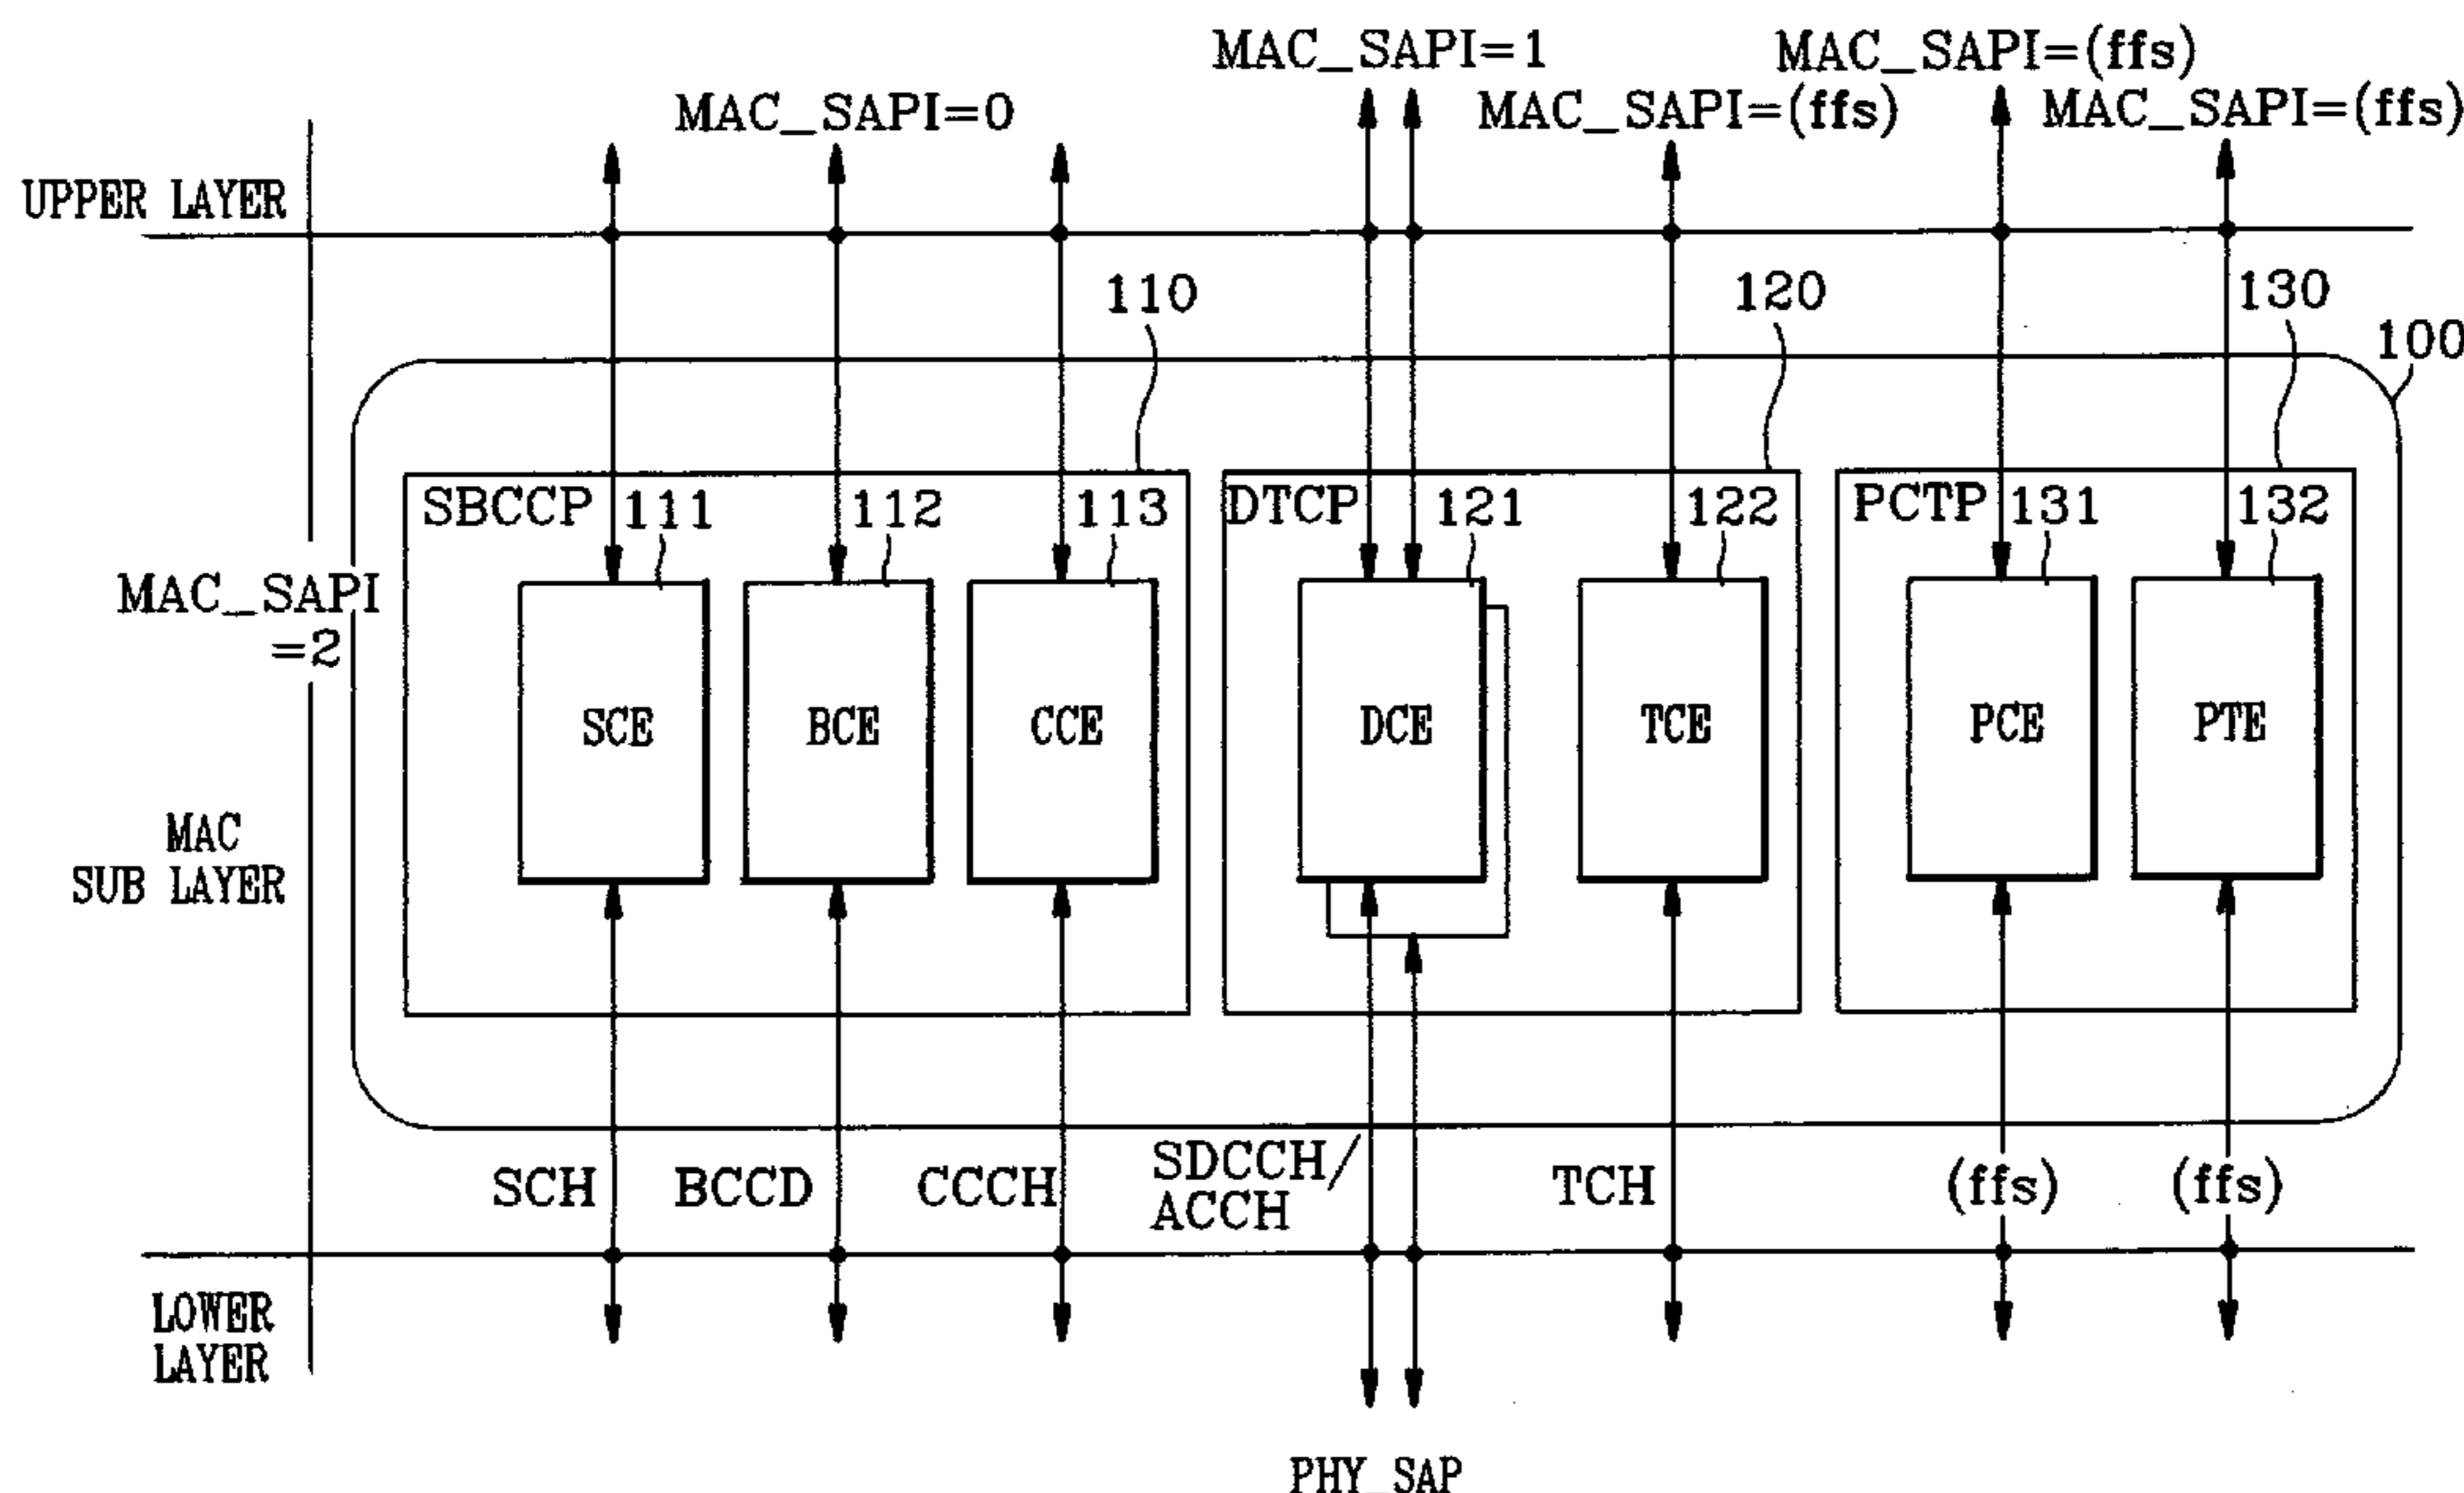 MAC_SAPI=1
MAC_SAPI=(ffs)
MAC_SAPI=0
MAC_SAPI=(ffs)
MAC_SAPI=(ffs)
UPPER LAYER
110
120
130
100
SBCCP
111
112
113
DTCP
121
122
PCTP
131
132
MAC_SAPI
=2
SCE
BCE
CCE
DCE
TCE
PCE
PTE
MAC
SUB LAYER
SCH
BCCD
CCCH
SDCCH/
ACCH
TCH
(ffs)
(ffs)
LOWER
LAYER
PHY_SAP